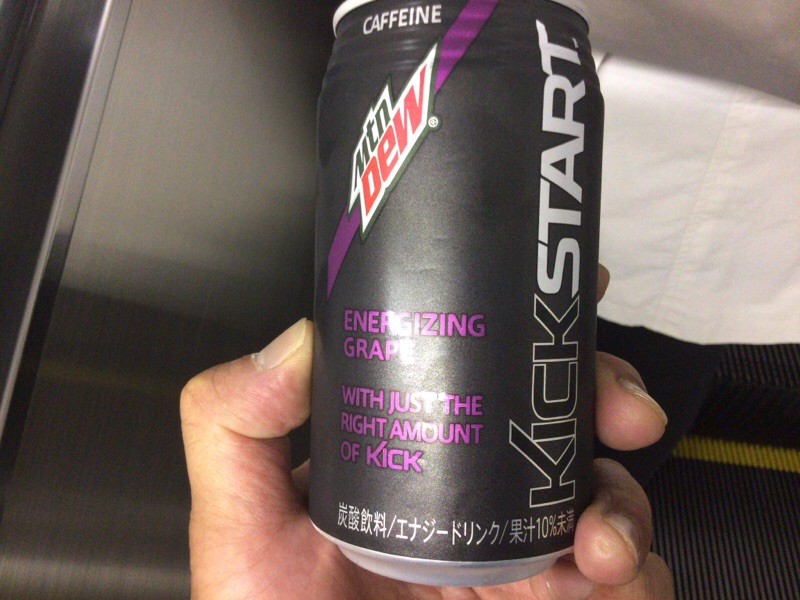 CAFFEINE
mtn
DEW®
KICKSTART™
ENERGIZING
GRAPE
WITH JUST THE
RIGHT AMOUNT
OF KICK
炭酸飲料/エナジードリンク/果汁10%未満